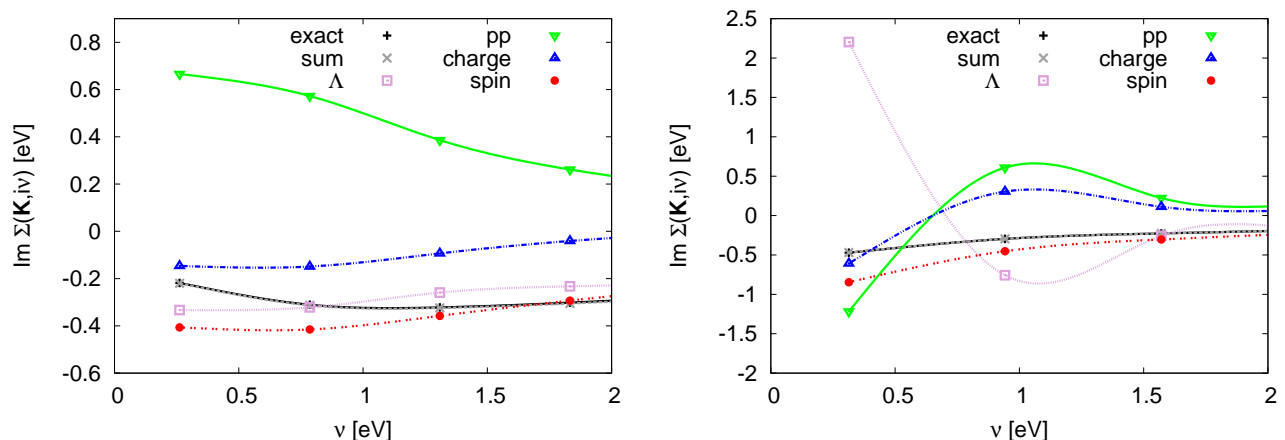 0.8
0.6
0.4
0.2
0
-0.2
-0.4
-0.6
0
0.5
1
1.5
2
Im Σ(K,iν) [eV]
ν [eV]
exact
sum
Λ
pp
charge
spin
2.5
2
1.5
1
0.5
0
-0.5
-1
-1.5
-2
0
0.5
1
1.5
2
Im Σ(K,iν) [eV]
ν [eV]
exact
sum
Λ
pp
charge
spin